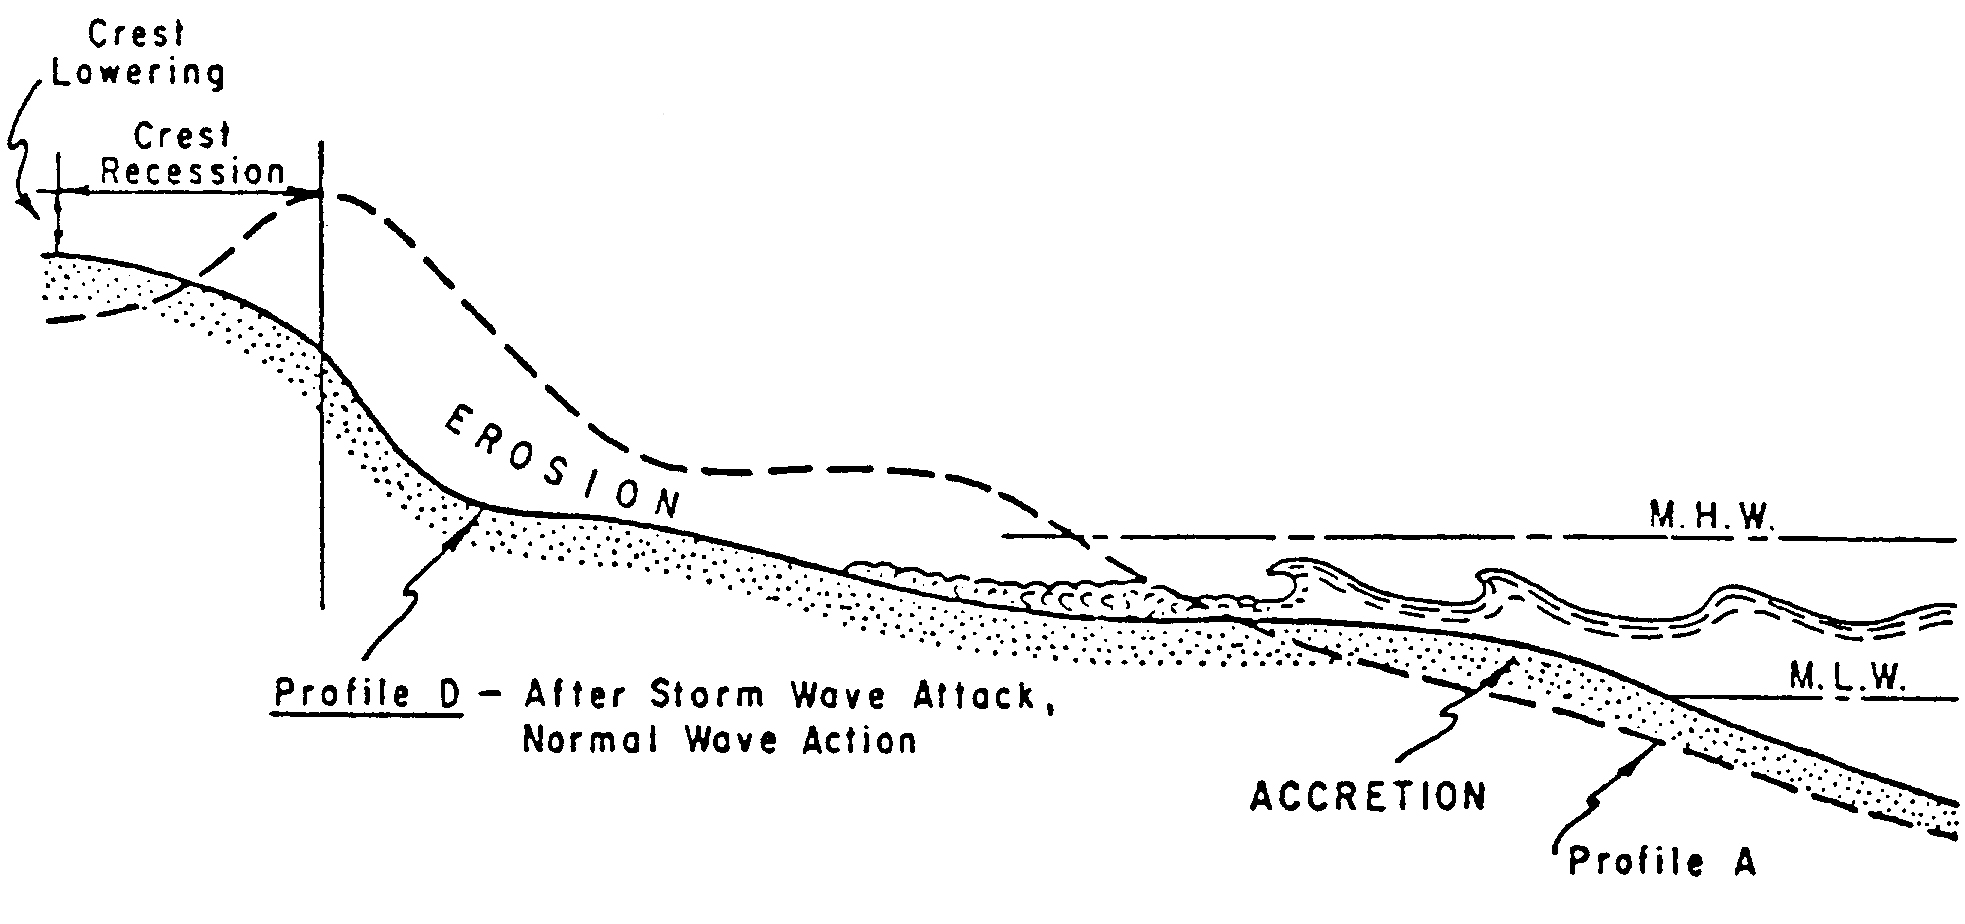 Crest
Lowering
Crest
Recession
EROSION
M.H.W.
M.L.W.
Profile D – After Storm Wave Attack,
Normal Wave Action
ACCRETION
Profile A